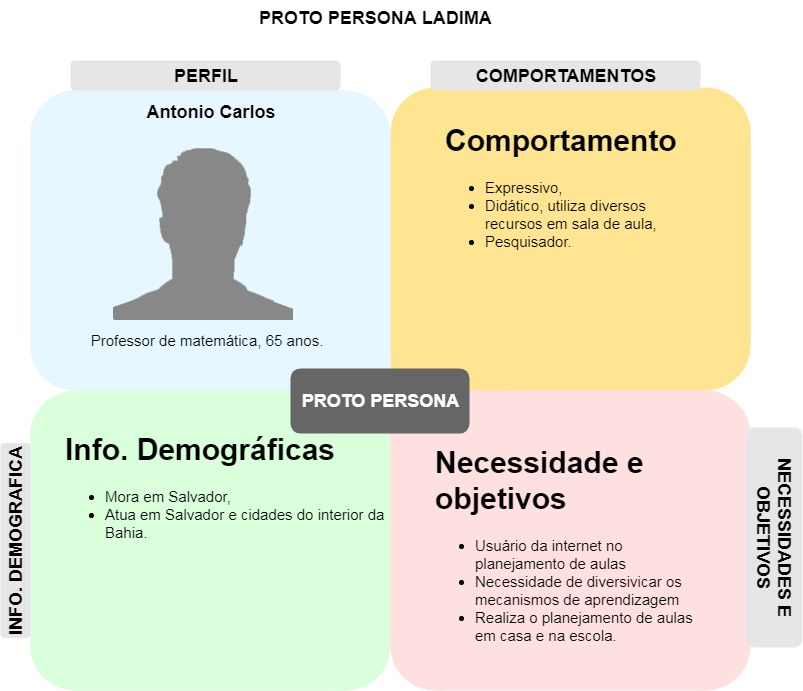 PROTO PERSONA LADIMA
PERFIL
COMPORTAMENTOS
Antonio Carlos
Professor de matemática, 65 anos.
Comportamento
Expressivo,
Didático, utiliza diversos
recursos em sala de aula,
Pesquisador.
PROTO PERSONA
INFO. DEMOGRAFICA
Info. Demográficas
Mora em Salvador,
Atua em Salvador e cidades do interior da
Bahia.
Necessidade e
objetivos
Usuário da internet no
planejamento de aulas
Necessidade de diversivicar os
mecanismos de aprendizagem
Realiza o planejamento de aulas
em casa e na escola.
NECESSIDADES E
OBJETIVOS